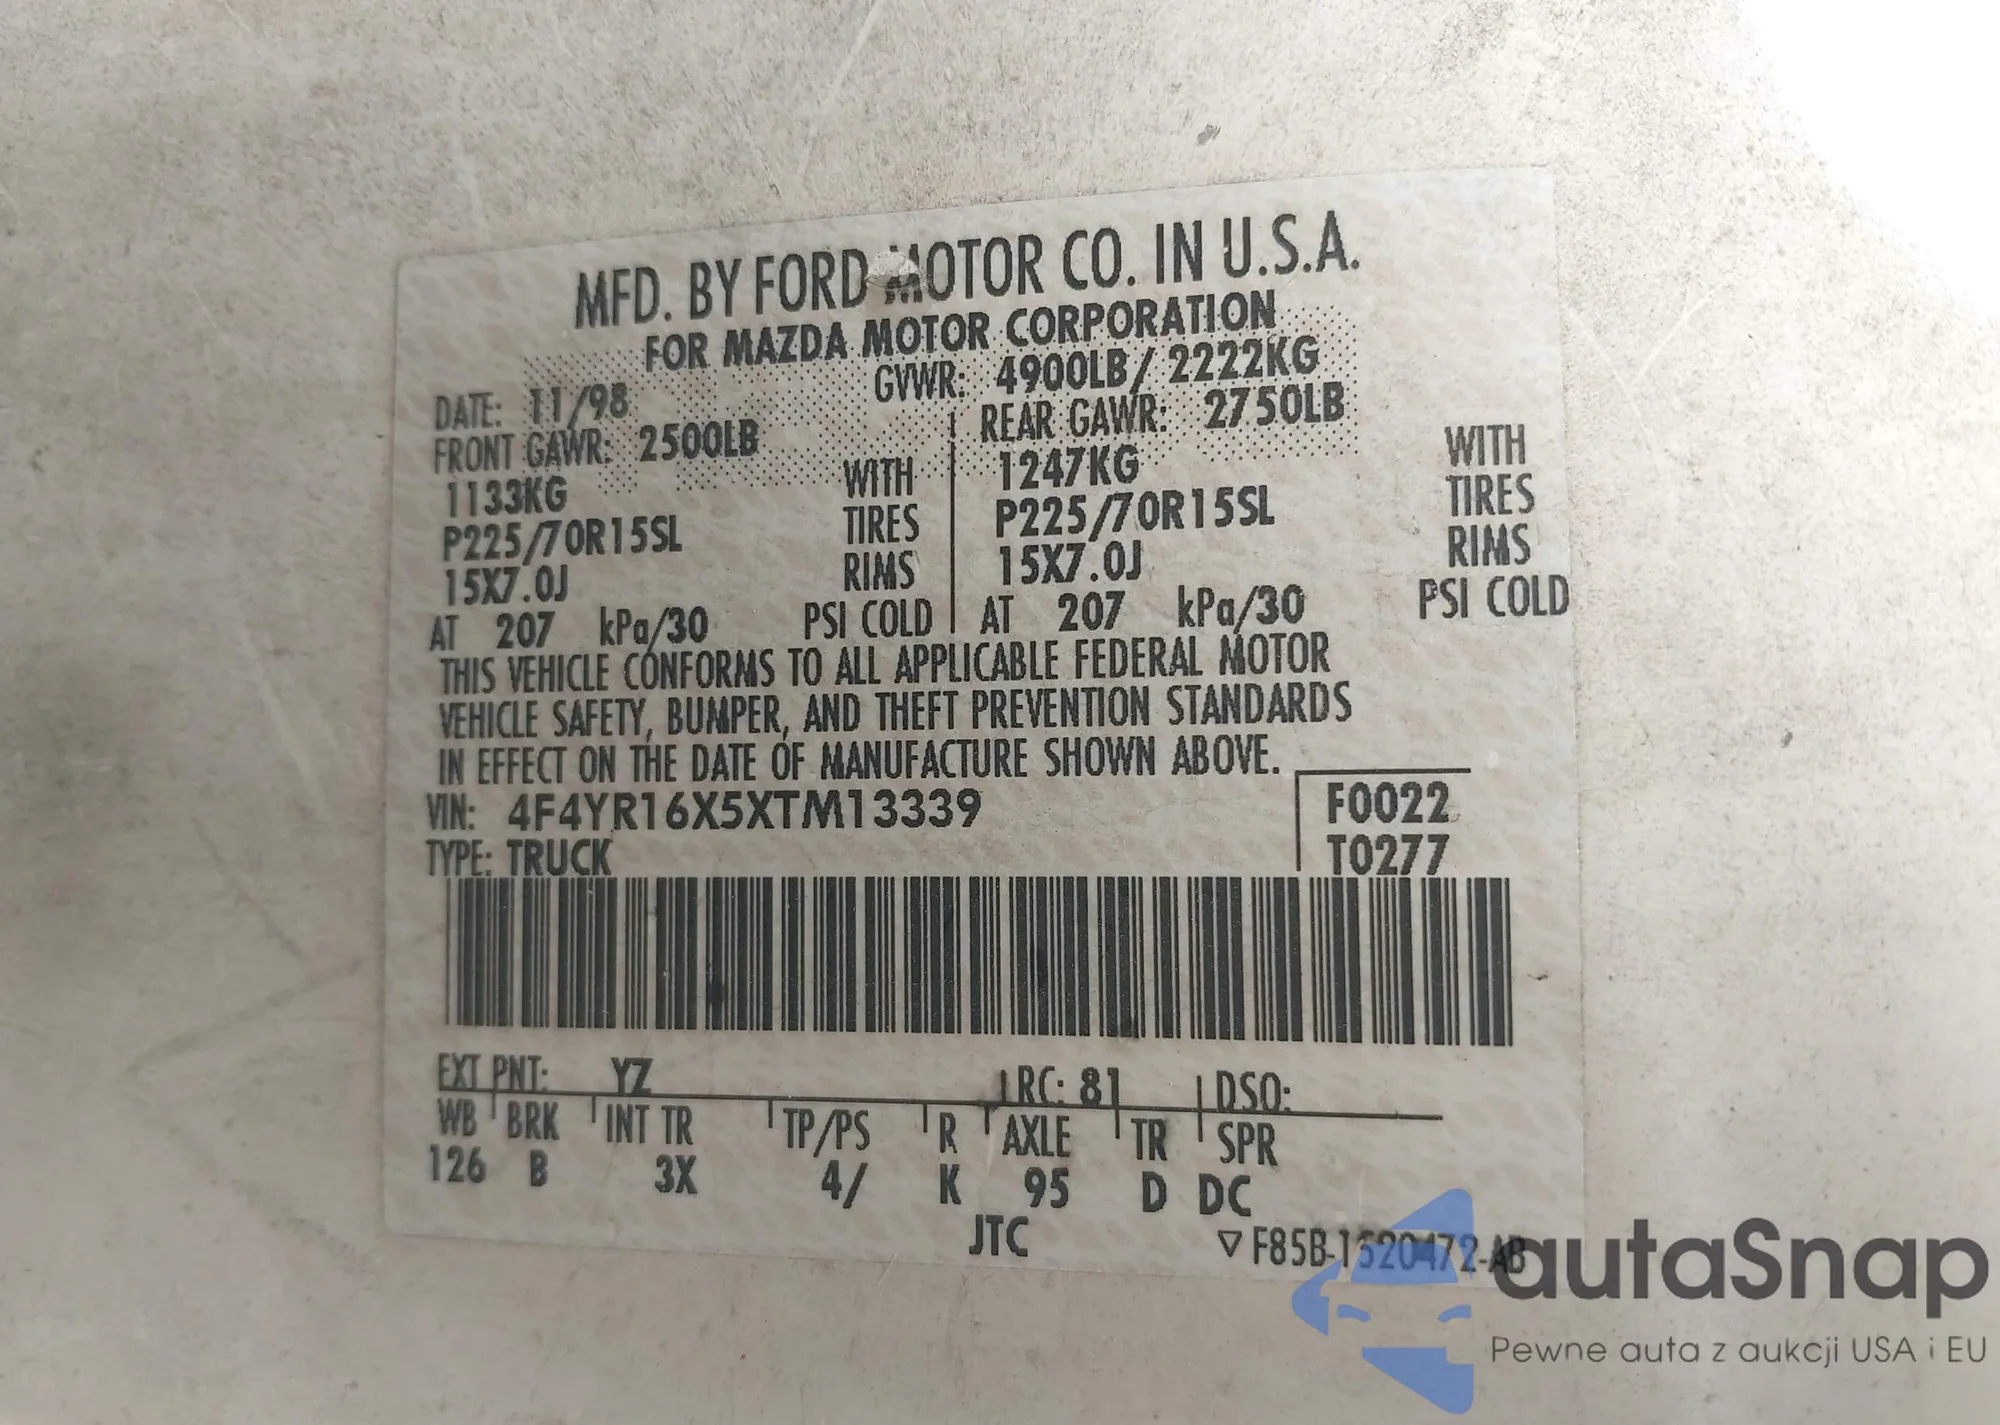 MFD. BY FORD MOTOR CO. IN U.S.A.
FOR MAZDA MOTOR CORPORATION
DATE: 11/98 GVWR: 4900LB/ 2222KG
FRONT GAWR: 2500LB REAR GAWR: 2750LB
1133KG WITH 1247KG WITH
P225/70R15SL TIRES P225/70R15SL TIRES
15X7.0J RIMS 15X7.0J RIMS
AT 207 kPa/30 PSI COLD AT 207 kPa/30 PSI COLD
THIS VEHICLE CONFORMS TO ALL APPLICABLE FEDERAL MOTOR
VEHICLE SAFETY, BUMPER, AND THEFT PREVENTION STANDARDS
IN EFFECT ON THE DATE OF MANUFACTURE SHOWN ABOVE.
VIN: 4F4YR16X5XTM13339 F0022
TYPE: TRUCK T0277
EXT PNT: YZ RC: 81 DSO:
WB BRK INT TR TP/PS R AXLE TR SPR
126 B 3X 4/ K 95 D DC
JTC
F85B-1520472-AB
autaSnap
Pewne auta z aukcji USA i EU